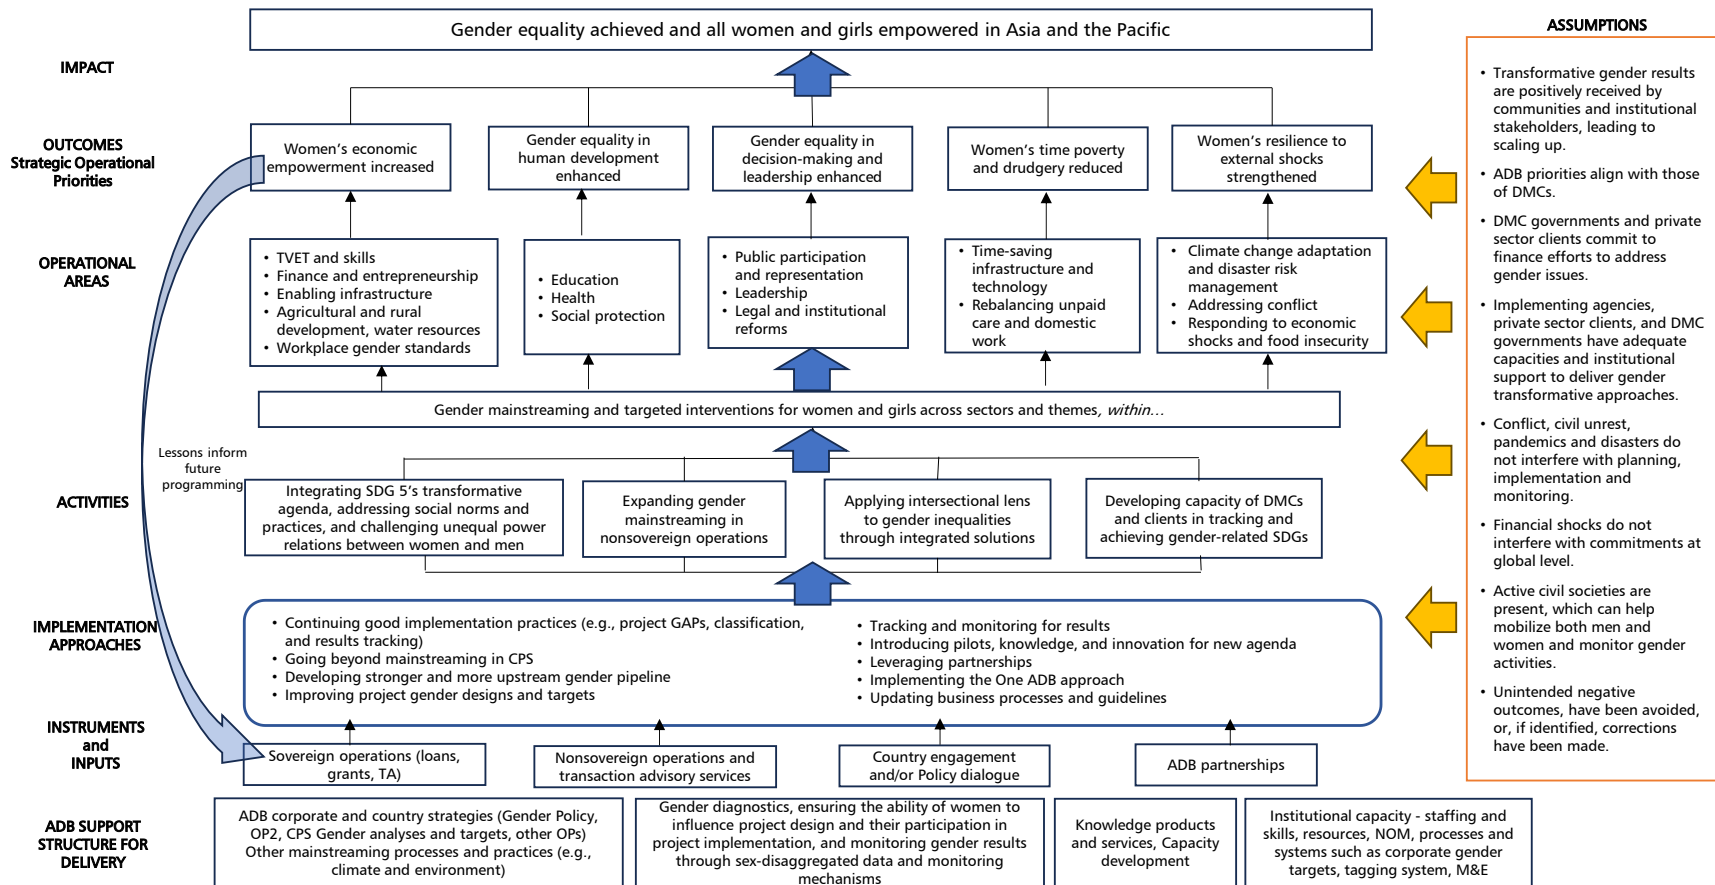 Gender equality achieved and all women and girls empowered in Asia and the Pacific
ASSUMPTIONS
IMPACT
OUTCOMES
Strategic Operational
Priorities
Women's economic
empowerment increased
Gender equality in
human development
enhanced
Gender equality in
decision-making and
leadership enhanced
Women's time poverty
and drudgery reduced
Women's resilience to
external shocks
strengthened
OPERATIONAL
AREAS
• TVET and skills
• Finance and entrepreneurship
• Enabling infrastructure
• Agricultural and rural
development, water resources
• Workplace gender standards
• Education
• Health
• Social protection
• Public participation
and representation
• Leadership
• Legal and institutional
reforms
• Time-saving
infrastructure and
technology
• Rebalancing unpaid
care and domestic
work
• Climate change adaptation
and disaster risk
management
• Addressing conflict
• Responding to economic
shocks and food insecurity
Gender mainstreaming and targeted interventions for women and girls across sectors and themes, within...
Lessons inform
future
programming
ACTIVITIES
Integrating SDG 5's transformative
agenda, addressing social norms and
practices, and challenging unequal power
relations between women and men
Expanding gender
mainstreaming in
nonsovereign operations
Applying intersectional lens
to gender inequalities
through integrated solutions
Developing capacity of DMCs
and clients in tracking and
achieving gender-related SDGs
IMPLEMENTATION
APPROACHES
• Continuing good implementation practices (e.g., project GAPs, classification,
and results tracking)
• Going beyond mainstreaming in CPS
• Developing stronger and more upstream gender pipeline
• Improving project gender designs and targets
• Tracking and monitoring for results
• Introducing pilots, knowledge, and innovation for new agenda
• Leveraging partnerships
• Implementing the One ADB approach
• Updating business processes and guidelines
INSTRUMENTS
and
INPUTS
Sovereign operations (loans,
grants, TA)
Nonsovereign operations and
transaction advisory services
Country engagement
and/or Policy dialogue
ADB partnerships
ADB SUPPORT
STRUCTURE FOR
DELIVERY
ADB corporate and country strategies (Gender Policy,
OP2, CPS Gender analyses and targets, other OPs)
Other mainstreaming processes and practices (e.g.,
climate and environment)
Gender diagnostics, ensuring the ability of women to
influence project design and their participation in
project implementation, and monitoring gender results
through sex-disaggregated data and monitoring
mechanisms
Knowledge products
and services, Capacity
development
Institutional capacity - staffing and
skills, resources, NOM, processes and
systems such as corporate gender
targets, tagging system, M&E
• Transformative gender results
are positively received by
communities and institutional
stakeholders, leading to
scaling up.
• ADB priorities align with those
of DMCs.
• DMC governments and private
sector clients commit to
finance efforts to address
gender issues.
• Implementing agencies,
private sector clients, and DMC
governments have adequate
capacities and institutional
support to deliver gender
transformative approaches.
• Conflict, civil unrest,
pandemics and disasters do
not interfere with planning,
implementation and
monitoring.
• Financial shocks do not
interfere with commitments at
global level.
• Active civil societies are
present, which can help
mobilize both men and
women and monitor gender
activities.
• Unintended negative
outcomes, have been avoided,
or, if identified, corrections
have been made.